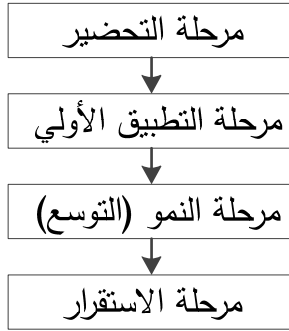 مرحلة التحضير
مرحلة التطبيق الأولي
مرحلة النمو (التوسع)
مرحلة الاستقرار